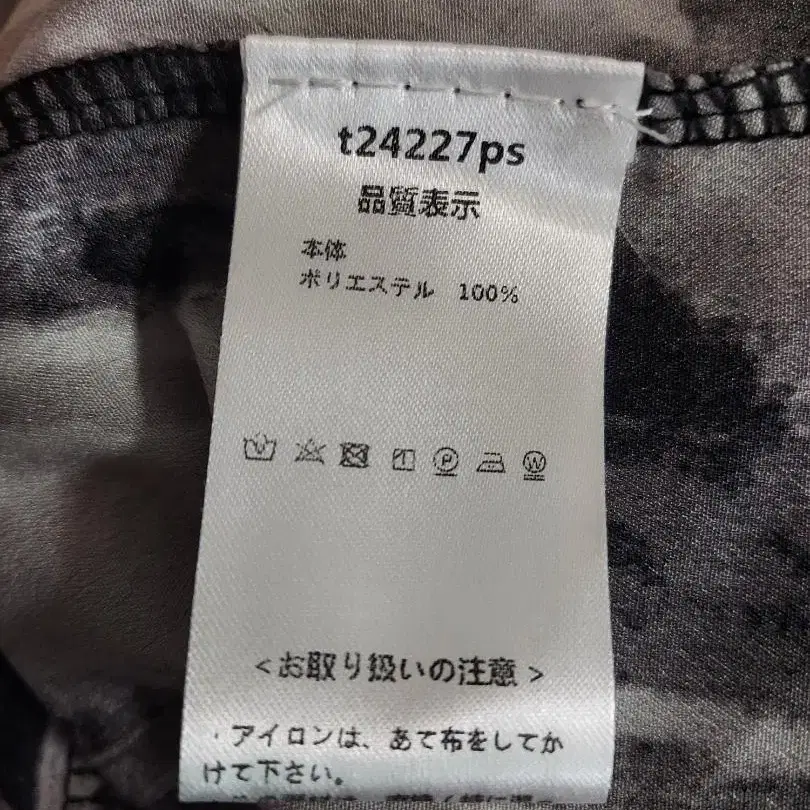 t24227ps
品質表示
本体
ポリエステル 100%
P
W
<お取り扱いの注意>
・アイロンは、あて布をしてか
けて下さい。